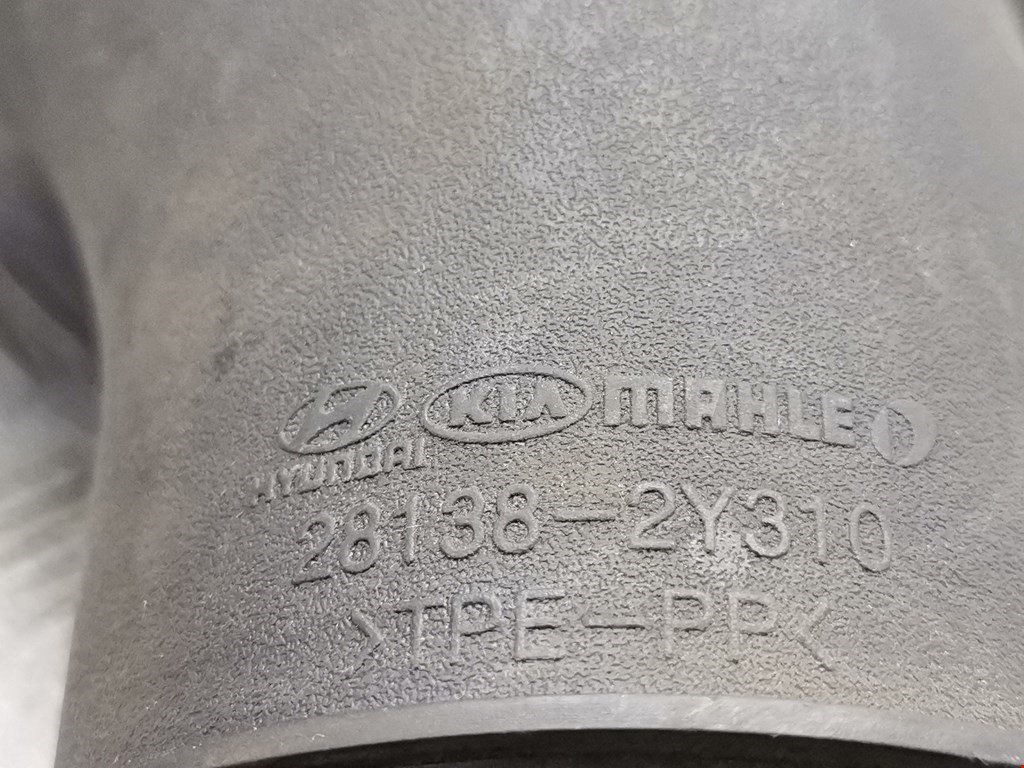 HYUNDAI KIA MAHLE
28138-2Y310
>TPE-PP<